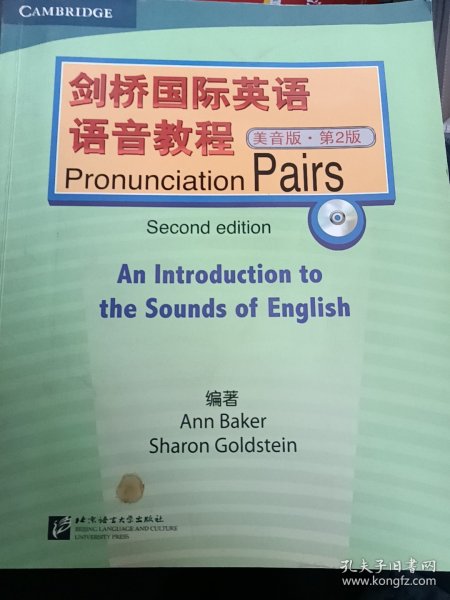 CAMBRIDGE
剑桥国际英语
语音教程
美音版·第2版
Pronunciation Pairs
Second edition
An Introduction to
the Sounds of English
编著
Ann Baker
Sharon Goldstein
北京语言大学出版社
BEIJING LANGUAGE AND CULTURE
UNIVERSITY PRESS
孔夫子旧书网
www.kongfz.com